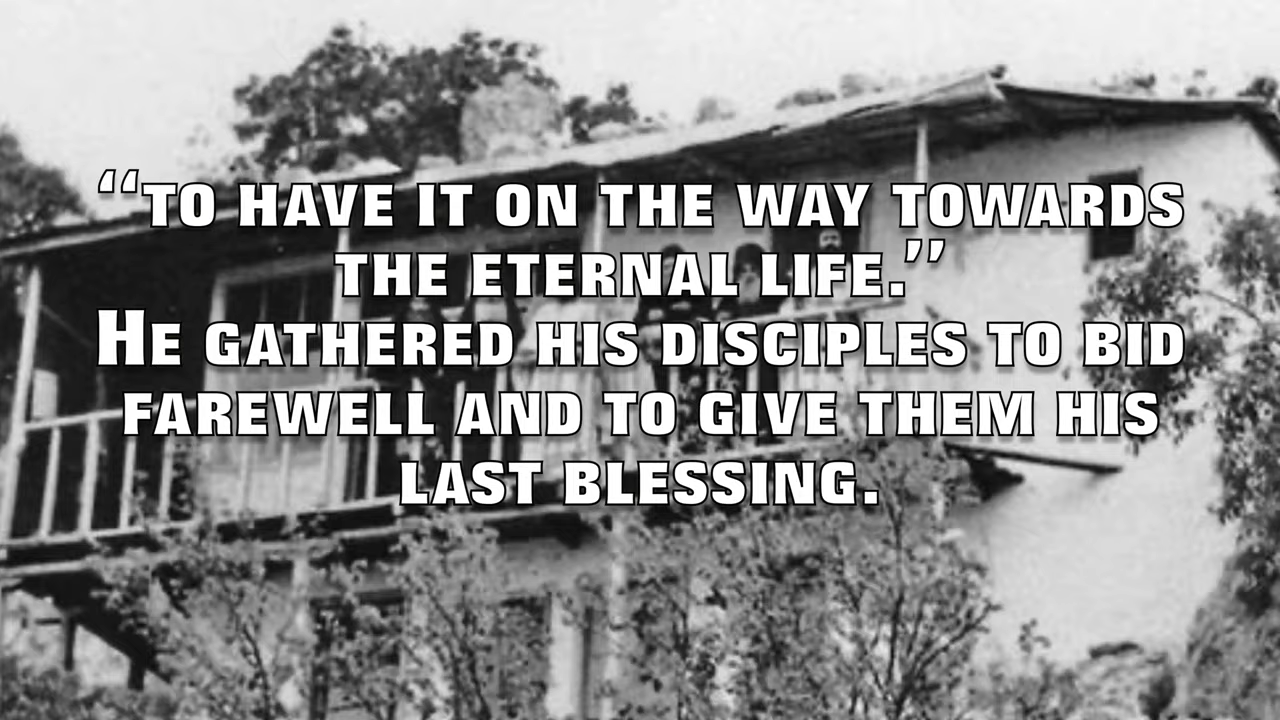 “TO HAVE IT ON THE WAY TOWARDS
THE ETERNAL LIFE.”
HE GATHERED HIS DISCIPLES TO BID
FAREWELL AND TO GIVE THEM HIS
LAST BLESSING.